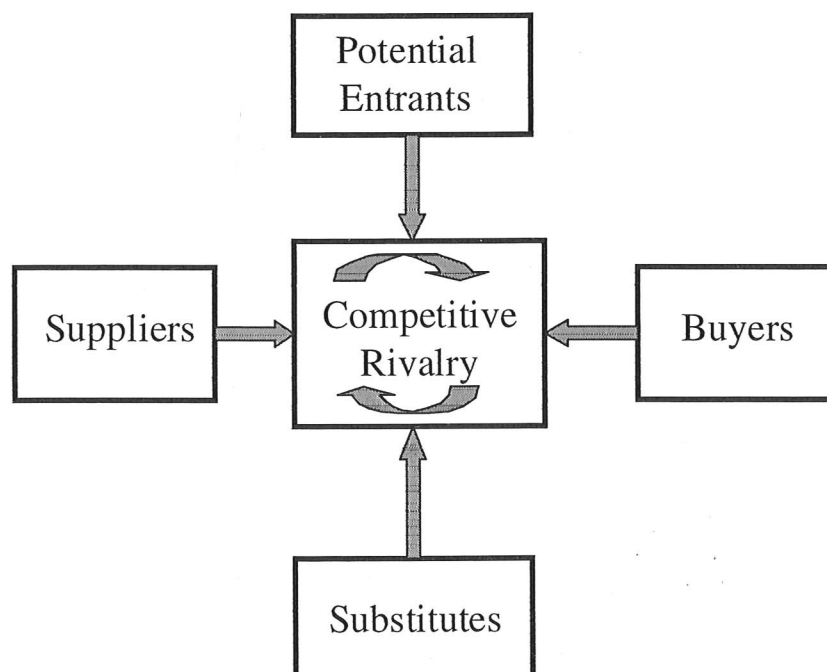 Potential
Entrants
Suppliers
Competitive
Rivalry
Buyers
Substitutes